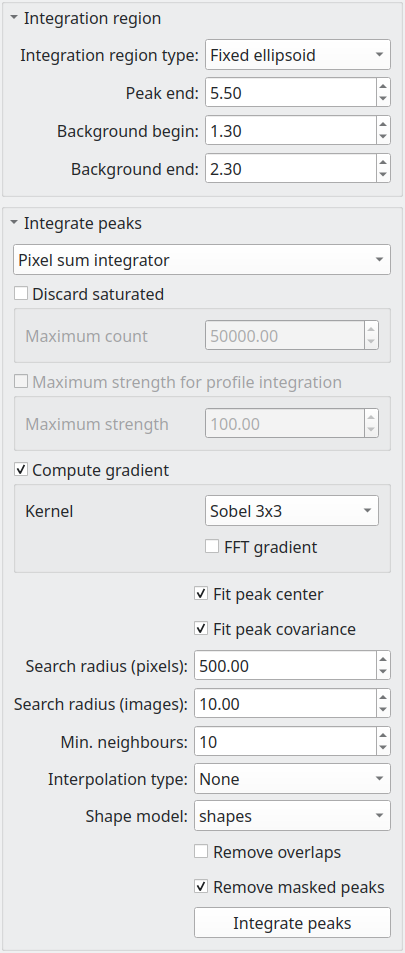 Integration region
Integration region type: Fixed ellipsoid
Peak end: 5.50
Background begin: 1.30
Background end: 2.30
Integrate peaks
Pixel sum integrator
Discard saturated
Maximum count 50000.00
Maximum strength for profile integration
Maximum strength 100.00
Compute gradient
Kernel Sobel 3x3
FFT gradient
Fit peak center
Fit peak covariance
Search radius (pixels): 500.00
Search radius (images): 10.00
Min. neighbours: 10
Interpolation type: None
Shape model: shapes
Remove overlaps
Remove masked peaks
Integrate peaks